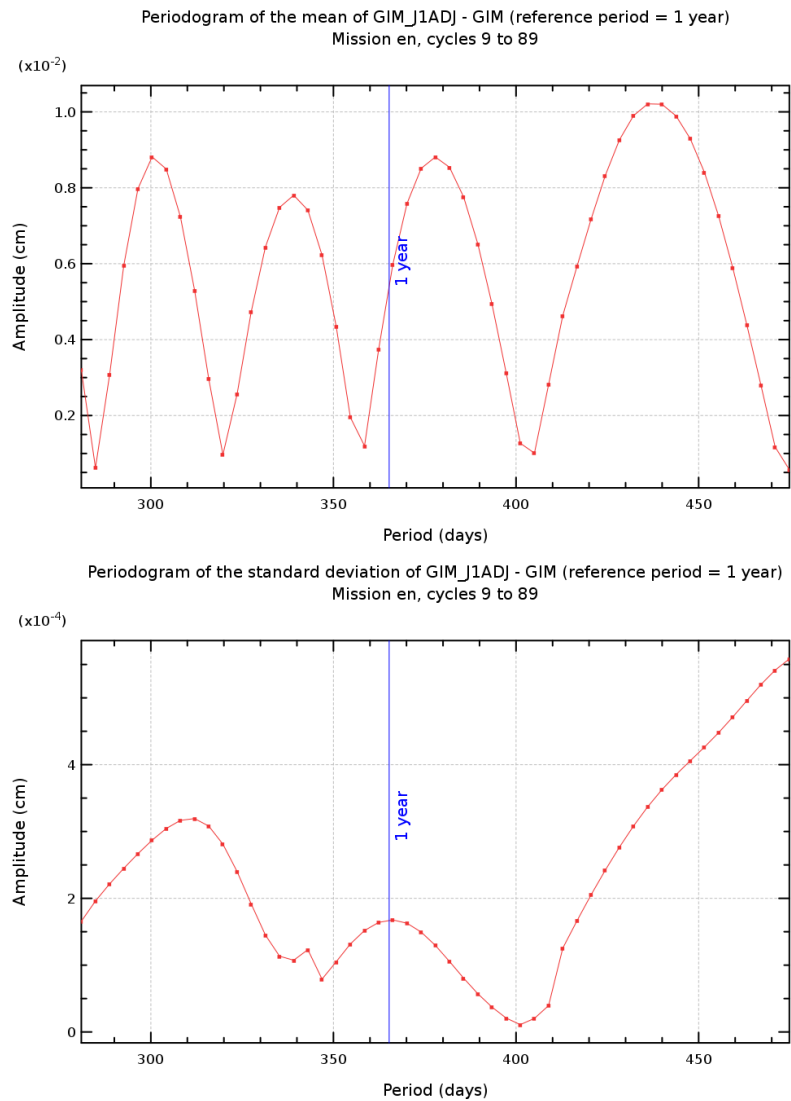 Periodogram of the mean of GIM_J1ADJ - GIM (reference period = 1 year)
Mission en, cycles 9 to 89
(x10⁻²)
1.0
0.8
0.6
0.4
0.2
Amplitude (cm)
1 year
300
350
400
450
Period (days)
Periodogram of the standard deviation of GIM_J1ADJ - GIM (reference period = 1 year)
Mission en, cycles 9 to 89
(x10⁻⁴)
4
2
0
Amplitude (cm)
1 year
300
350
400
450
Period (days)